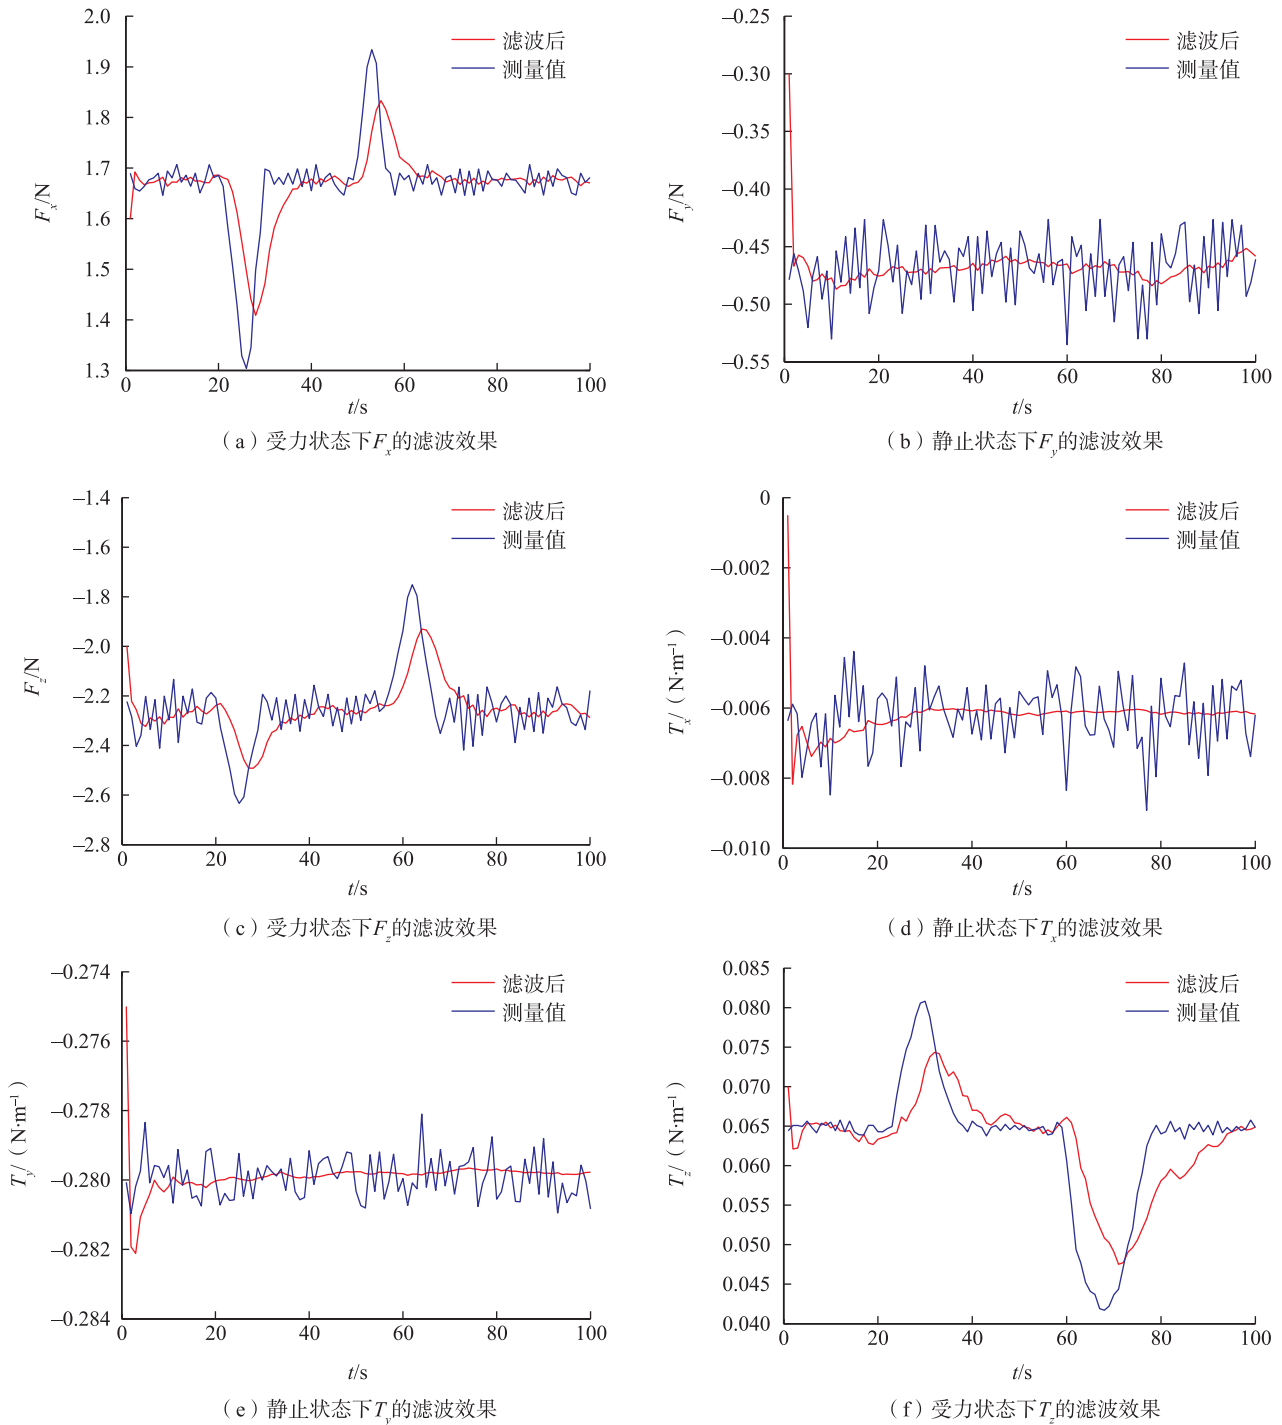 2.0
1.9
1.8
1.7
1.6
1.5
1.4
1.3
0 20 40 60 80 100
F_x/N
t/s
滤波后
测量值
（a）受力状态下F_x的滤波效果
–0.25
–0.30
–0.35
–0.40
–0.45
–0.50
–0.55
0 20 40 60 80 100
F_y/N
t/s
滤波后
测量值
（b）静止状态下F_y的滤波效果
–1.4
–1.6
–1.8
–2.0
–2.2
–2.4
–2.6
–2.8
0 20 40 60 80 100
F_z/N
t/s
滤波后
测量值
（c）受力状态下F_z的滤波效果
0
–0.002
–0.004
–0.006
–0.008
–0.010
0 20 40 60 80 100
T_x/（N·m⁻¹）
t/s
滤波后
测量值
（d）静止状态下T_x的滤波效果
–0.274
–0.276
–0.278
–0.280
–0.282
–0.284
0 20 40 60 80 100
T_y/（N·m⁻¹）
t/s
滤波后
测量值
（e）静止状态下T_y的滤波效果
0.085
0.080
0.075
0.070
0.065
0.060
0.055
0.050
0.045
0.040
0 20 40 60 80 100
T_z/（N·m⁻¹）
t/s
滤波后
测量值
（f）受力状态下T_z的滤波效果